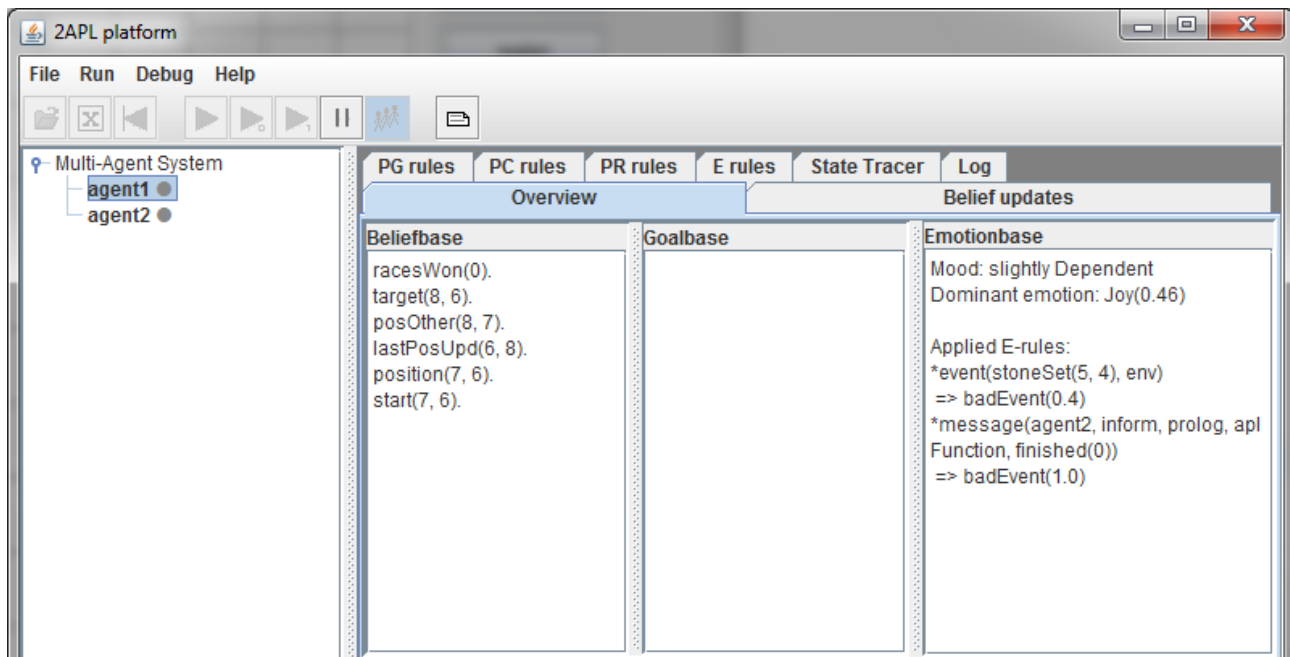 2APL platform
File Run Debug Help
Multi-Agent System
agent1
agent2
PG rules PC rules PR rules E rules State Tracer Log
Overview Belief updates
Beliefbase
racesWon(0).
target(8, 6).
posOther(8, 7).
lastPosUpd(6, 8).
position(7, 6).
start(7, 6).
Goalbase
Emotionbase
Mood: slightly Dependent
Dominant emotion: Joy(0.46)
Applied E-rules:
*event(stoneSet(5, 4), env)
=> badEvent(0.4)
*message(agent2, inform, prolog, apl
Function, finished(0))
=> badEvent(1.0)